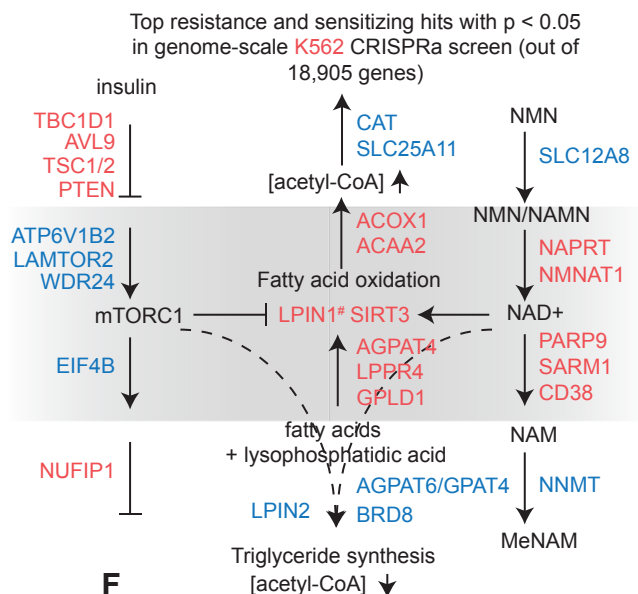 Top resistance and sensitizing hits with p < 0.05
in genome-scale K562 CRISPRa screen (out of
18,905 genes)
insulin
TBC1D1
AVL9
TSC1/2
PTEN
CAT
SLC25A11
[acetyl-CoA]
NMN
SLC12A8
NMN/NAMN
ATP6V1B2
LAMTOR2
WDR24
ACOX1
ACAA2
NAPRT
NMNAT1
Fatty acid oxidation
mTORC1
LPIN1# SIRT3
NAD+
EIF4B
AGPAT4
LPPR4
GPLD1
PARP9
SARM1
CD38
fatty acids
+ lysophosphatidic acid
NAM
NUFIP1
LPIN2
AGPAT6/GPAT4
BRD8
NNMT
MeNAM
Triglyceride synthesis
[acetyl-CoA]
F